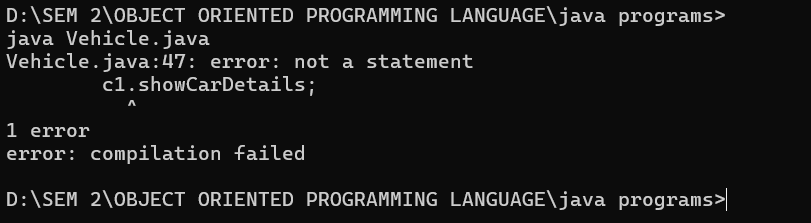 D:\SEM 2\OBJECT ORIENTED PROGRAMMING LANGUAGE\java programs>
java Vehicle.java
Vehicle.java:47: error: not a statement
        c1.showCarDetails;
          ^
1 error
error: compilation failed
D:\SEM 2\OBJECT ORIENTED PROGRAMMING LANGUAGE\java programs>